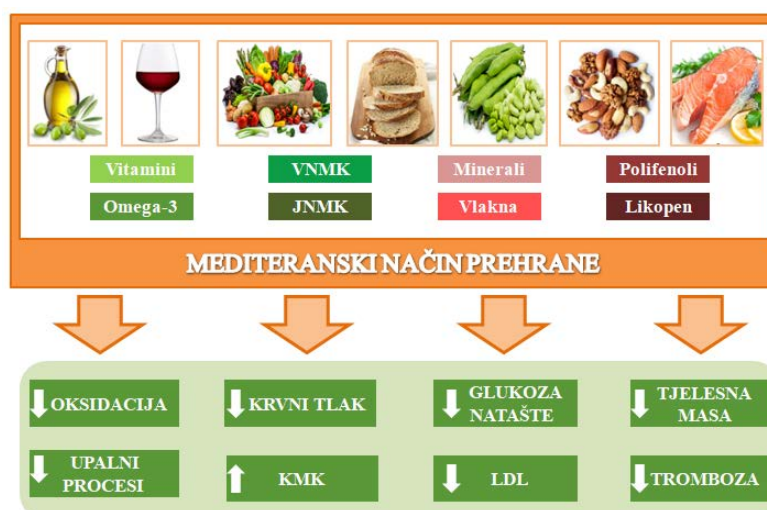 Vitamini
VNMK
Minerali
Polifenoli
Omega-3
JNMK
Vlakna
Likopen
MEDITERANSKI NAČIN PREHRANE
OKSIDACIJA
KRVNI TLAK
GLUKOZA
NATAŠTE
TJELESNA
MASA
UPALNI
PROCESI
KMK
LDL
TROMBOZA